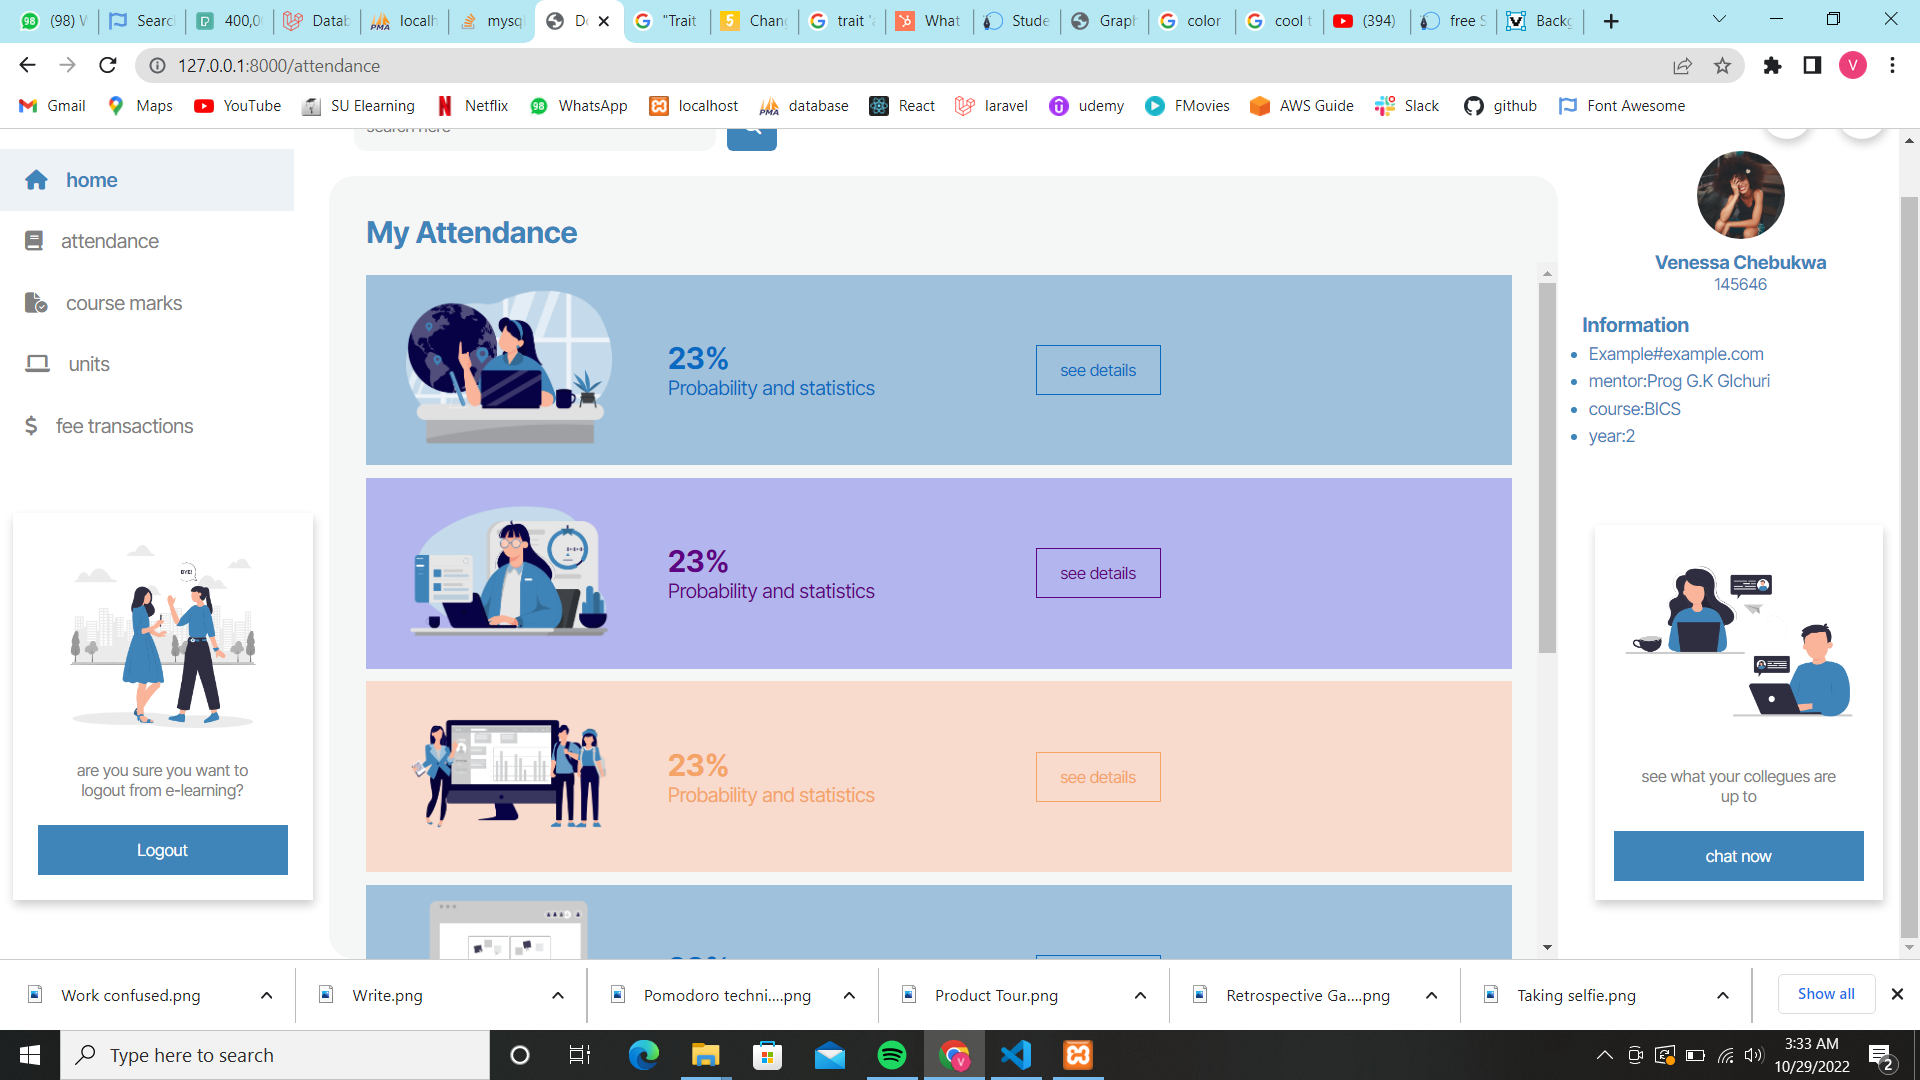 (98) W
Searc
400,0
Datab
localh
mysq
De
"Trait
Chang
trait 'a
What
Stude
Graph
color
cool t
(394)
free S
Backg
127.0.0.1:8000/attendance
V
Gmail
Maps
YouTube
SU Elearning
Netflix
WhatsApp
localhost
database
React
laravel
udemy
FMovies
AWS Guide
Slack
github
Font Awesome
search here
home
attendance
course marks
units
fee transactions
BYE!
are you sure you want to
logout from e-learning?
Logout
My Attendance
23%
Probability and statistics
see details
23%
Probability and statistics
see details
23%
Probability and statistics
see details
Venessa Chebukwa
145646
Information
Example#example.com
mentor:Prog G.K GIchuri
course:BICS
year:2
see what your collegues are
up to
chat now
Work confused.png
Write.png
Pomodoro techni....png
Product Tour.png
Retrospective Ga....png
Taking selfie.png
Show all
Type here to search
3:33 AM
10/29/2022
2